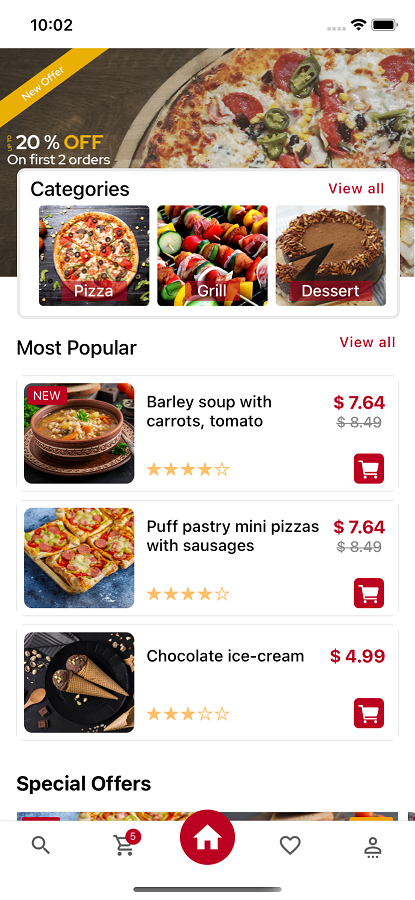 10:02
New Offer
UP TO
20 % OFF
On first 2 orders
Categories
View all
Pizza
Grill
Dessert
Most Popular
View all
NEW
Barley soup with
carrots, tomato
$ 7.64
$ 8.49
Puff pastry mini pizzas
with sausages
$ 7.64
$ 8.49
Chocolate ice-cream
$ 4.99
Special Offers
5